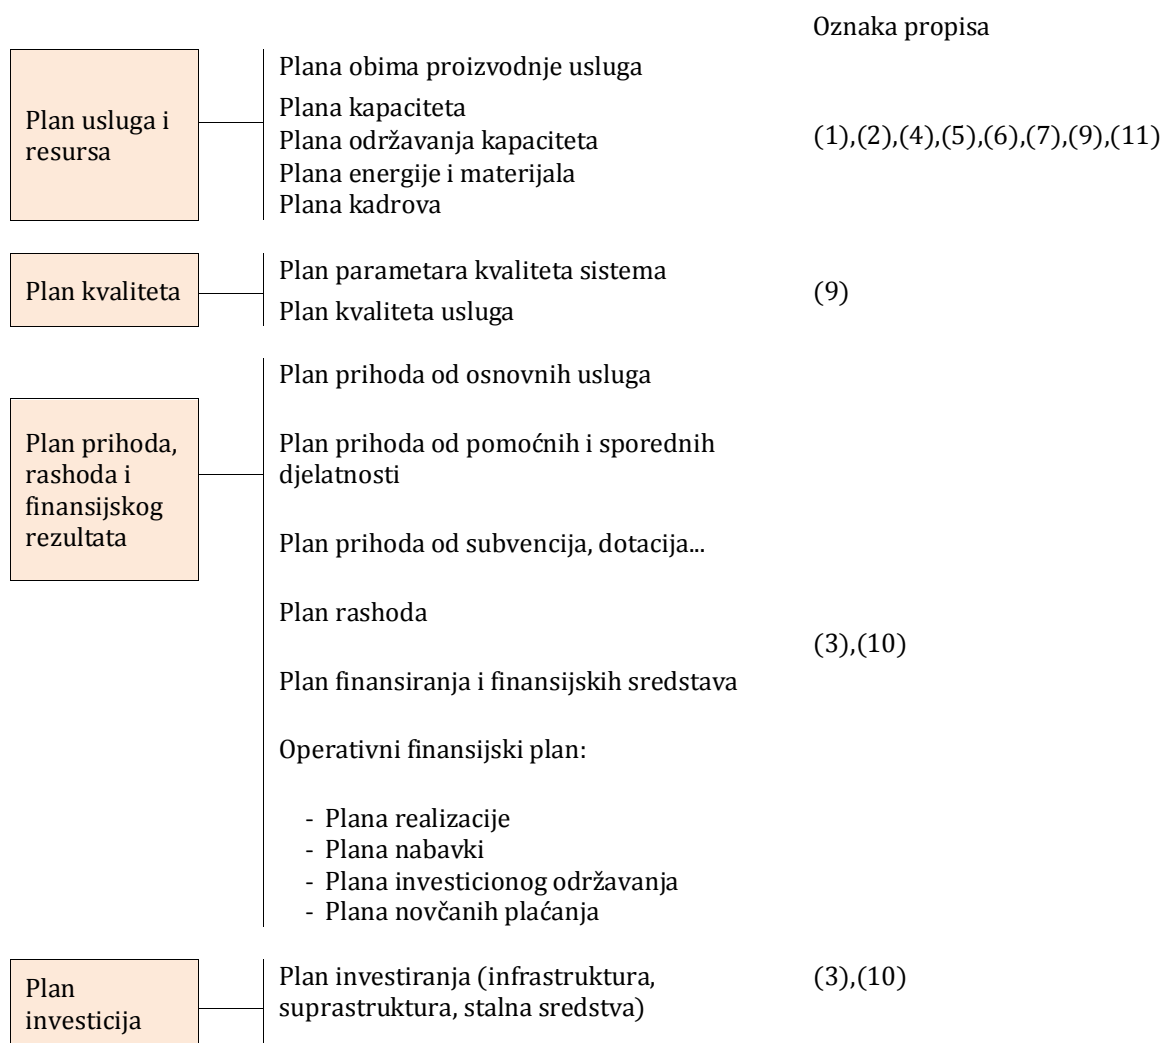 Oznaka propisa
Plan usluga i
resursa
Plana obima proizvodnje usluga
Plana kapaciteta
Plana održavanja kapaciteta
Plana energije i materijala
Plana kadrova
(1),(2),(4),(5),(6),(7),(9),(11)
Plan kvaliteta
Plan parametara kvaliteta sistema
Plan kvaliteta usluga
(9)
Plan prihoda,
rashoda i
finansijskog
rezultata
Plan prihoda od osnovnih usluga
Plan prihoda od pomoćnih i sporednih
djelatnosti
Plan prihoda od subvencija, dotacija...
Plan rashoda
Plan finansiranja i finansijskih sredstava
Operativni finansijski plan:
- Plana realizacije
- Plana nabavki
- Plana investicionog održavanja
- Plana novčanih plaćanja
(3),(10)
Plan
investicija
Plan investiranja (infrastruktura,
suprastruktura, stalna sredstva)
(3),(10)